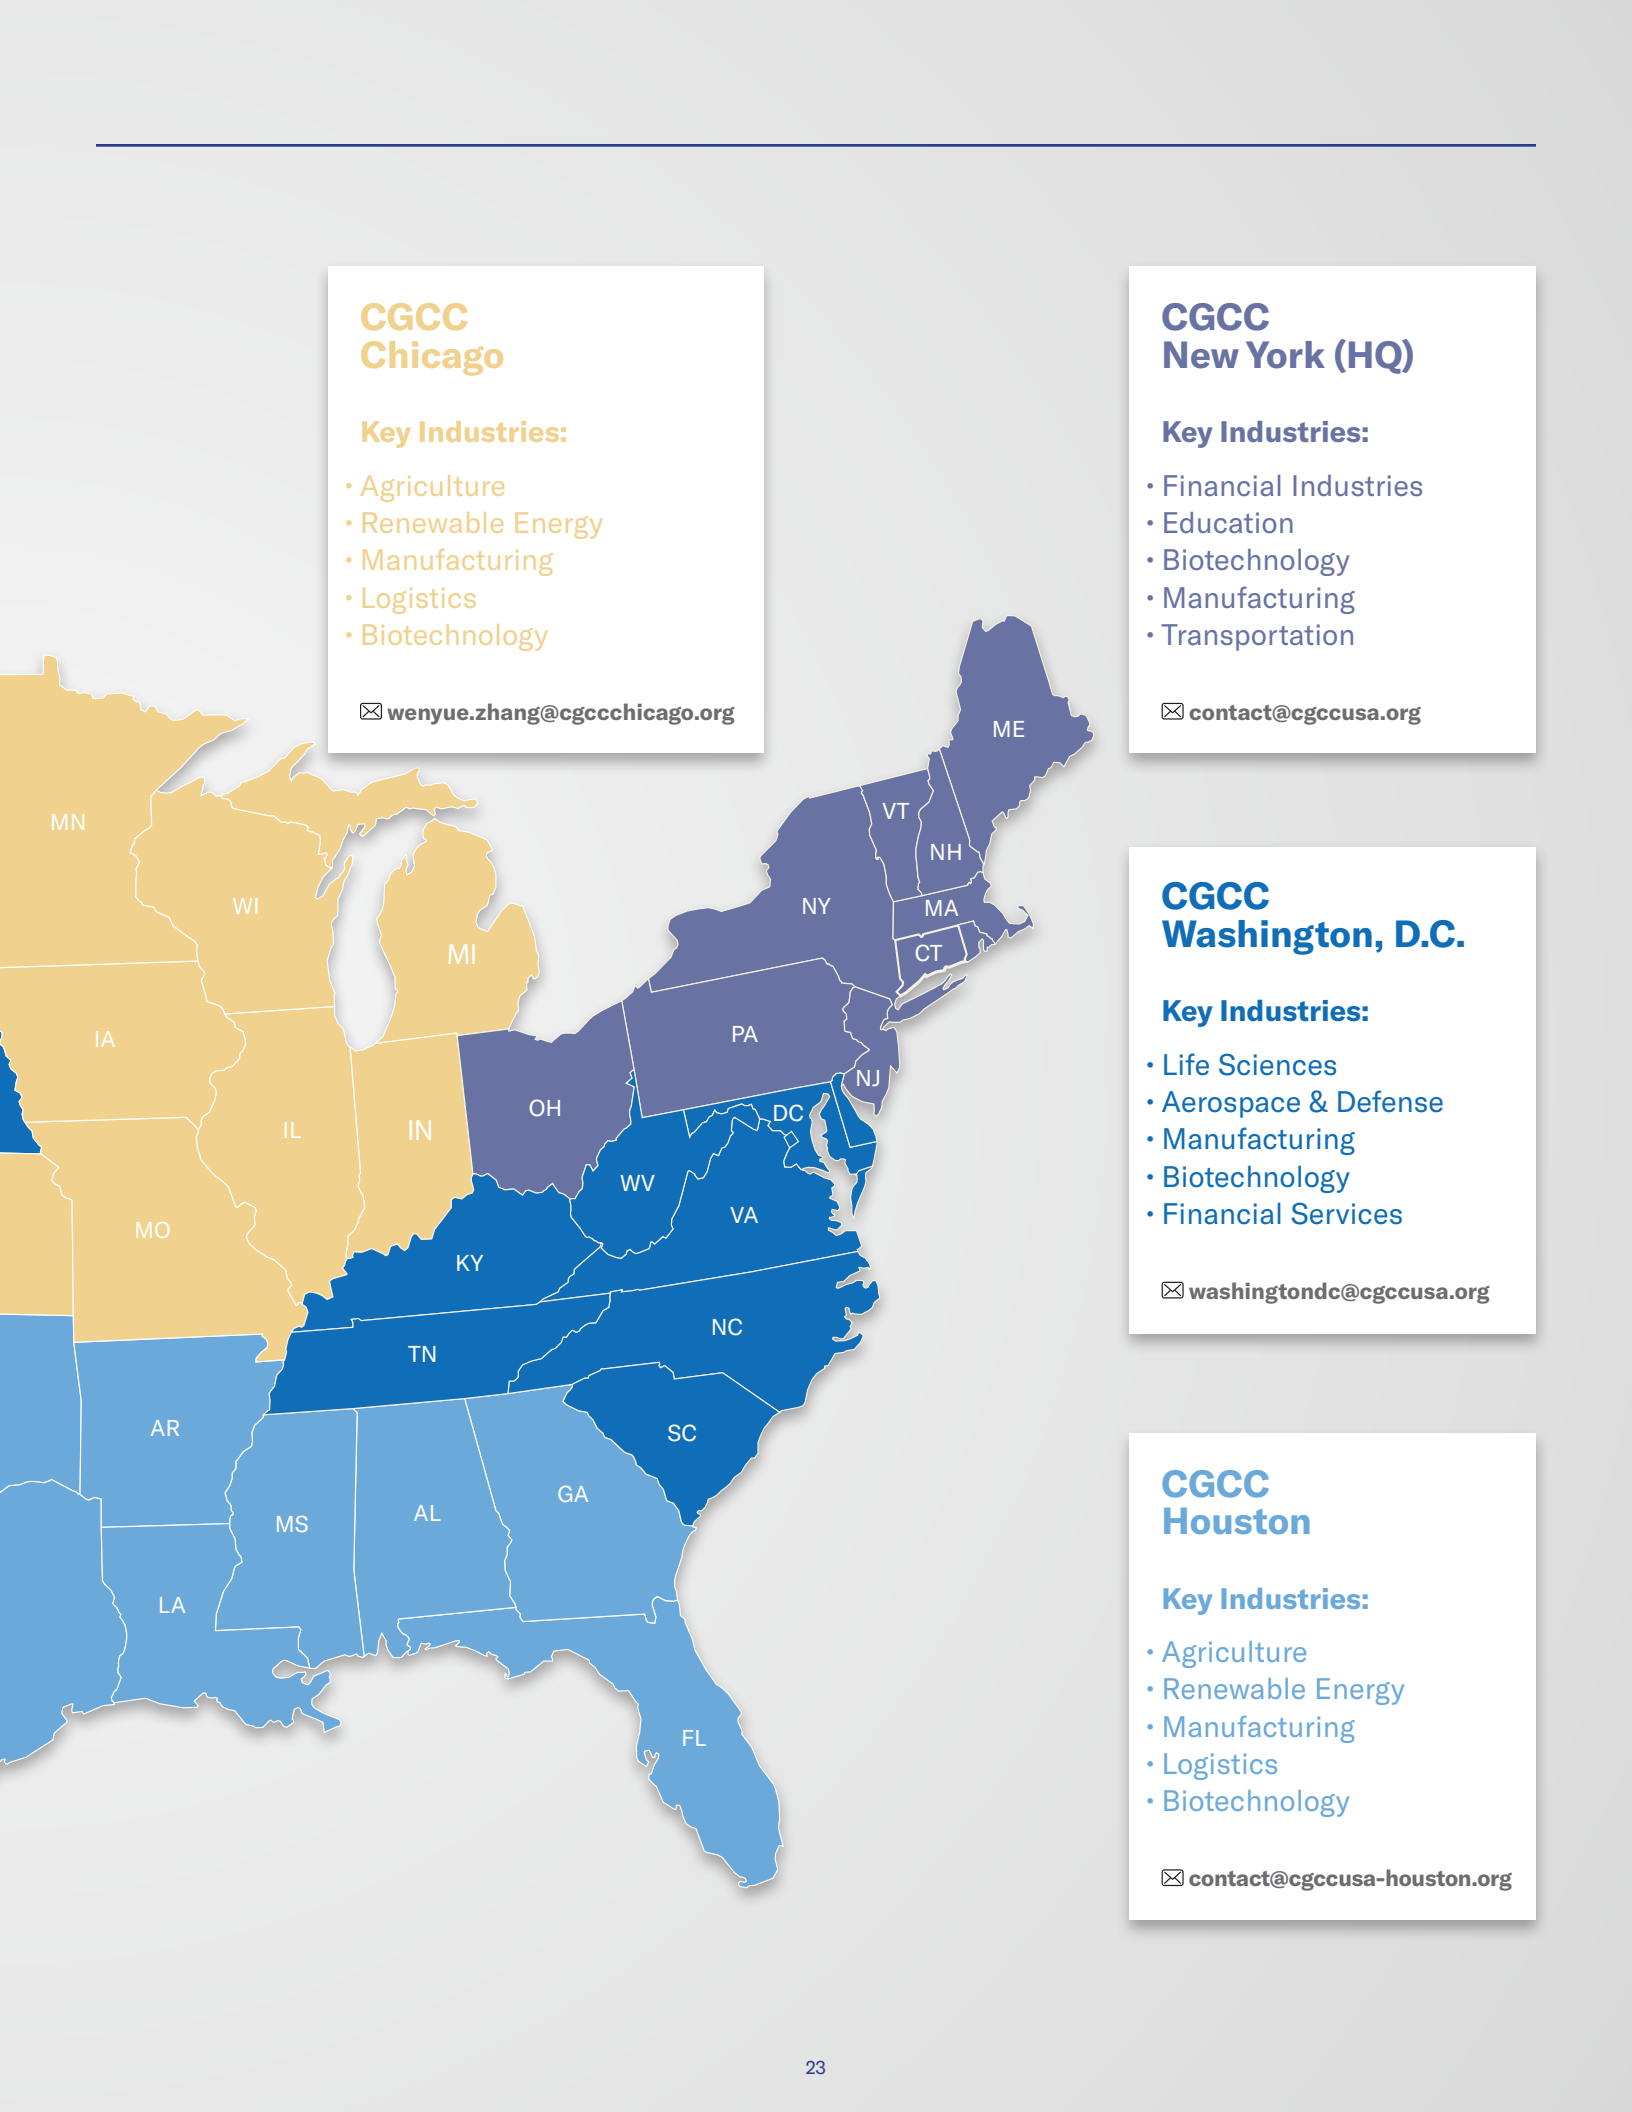 CGCC
Chicago
Key Industries:
• Agriculture
• Renewable Energy
• Manufacturing
• Logistics
• Biotechnology
wenyue.zhang@cgccchicago.org
CGCC
New York (HQ)
Key Industries:
• Financial Industries
• Education
• Biotechnology
• Manufacturing
• Transportation
contact@cgccusa.org
CGCC
Washington, D.C.
Key Industries:
• Life Sciences
• Aerospace & Defense
• Manufacturing
• Biotechnology
• Financial Services
washingtondc@cgccusa.org
CGCC
Houston
Key Industries:
• Agriculture
• Renewable Energy
• Manufacturing
• Logistics
• Biotechnology
contact@cgccusa-houston.org
ME
VT
MN
NH
WI
NY
MA
MI
CT
PA
IA
NJ
OH
DC
IL
IN
WV
VA
MO
KY
NC
TN
AR
SC
GA
AL
MS
LA
FL
23